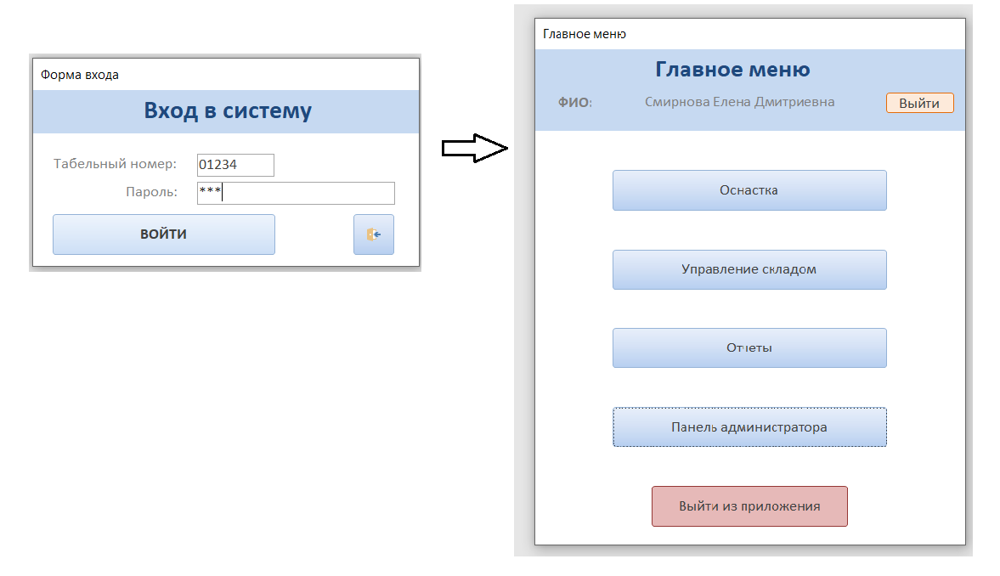 Форма входа
Вход в систему
Табельный номер: 01234
Пароль: ***
ВОЙТИ
Главное меню
Главное меню
ФИО: Смирнова Елена Дмитриевна Выйти
Оснастка
Управление складом
Отчеты
Панель администратора
Выйти из приложения